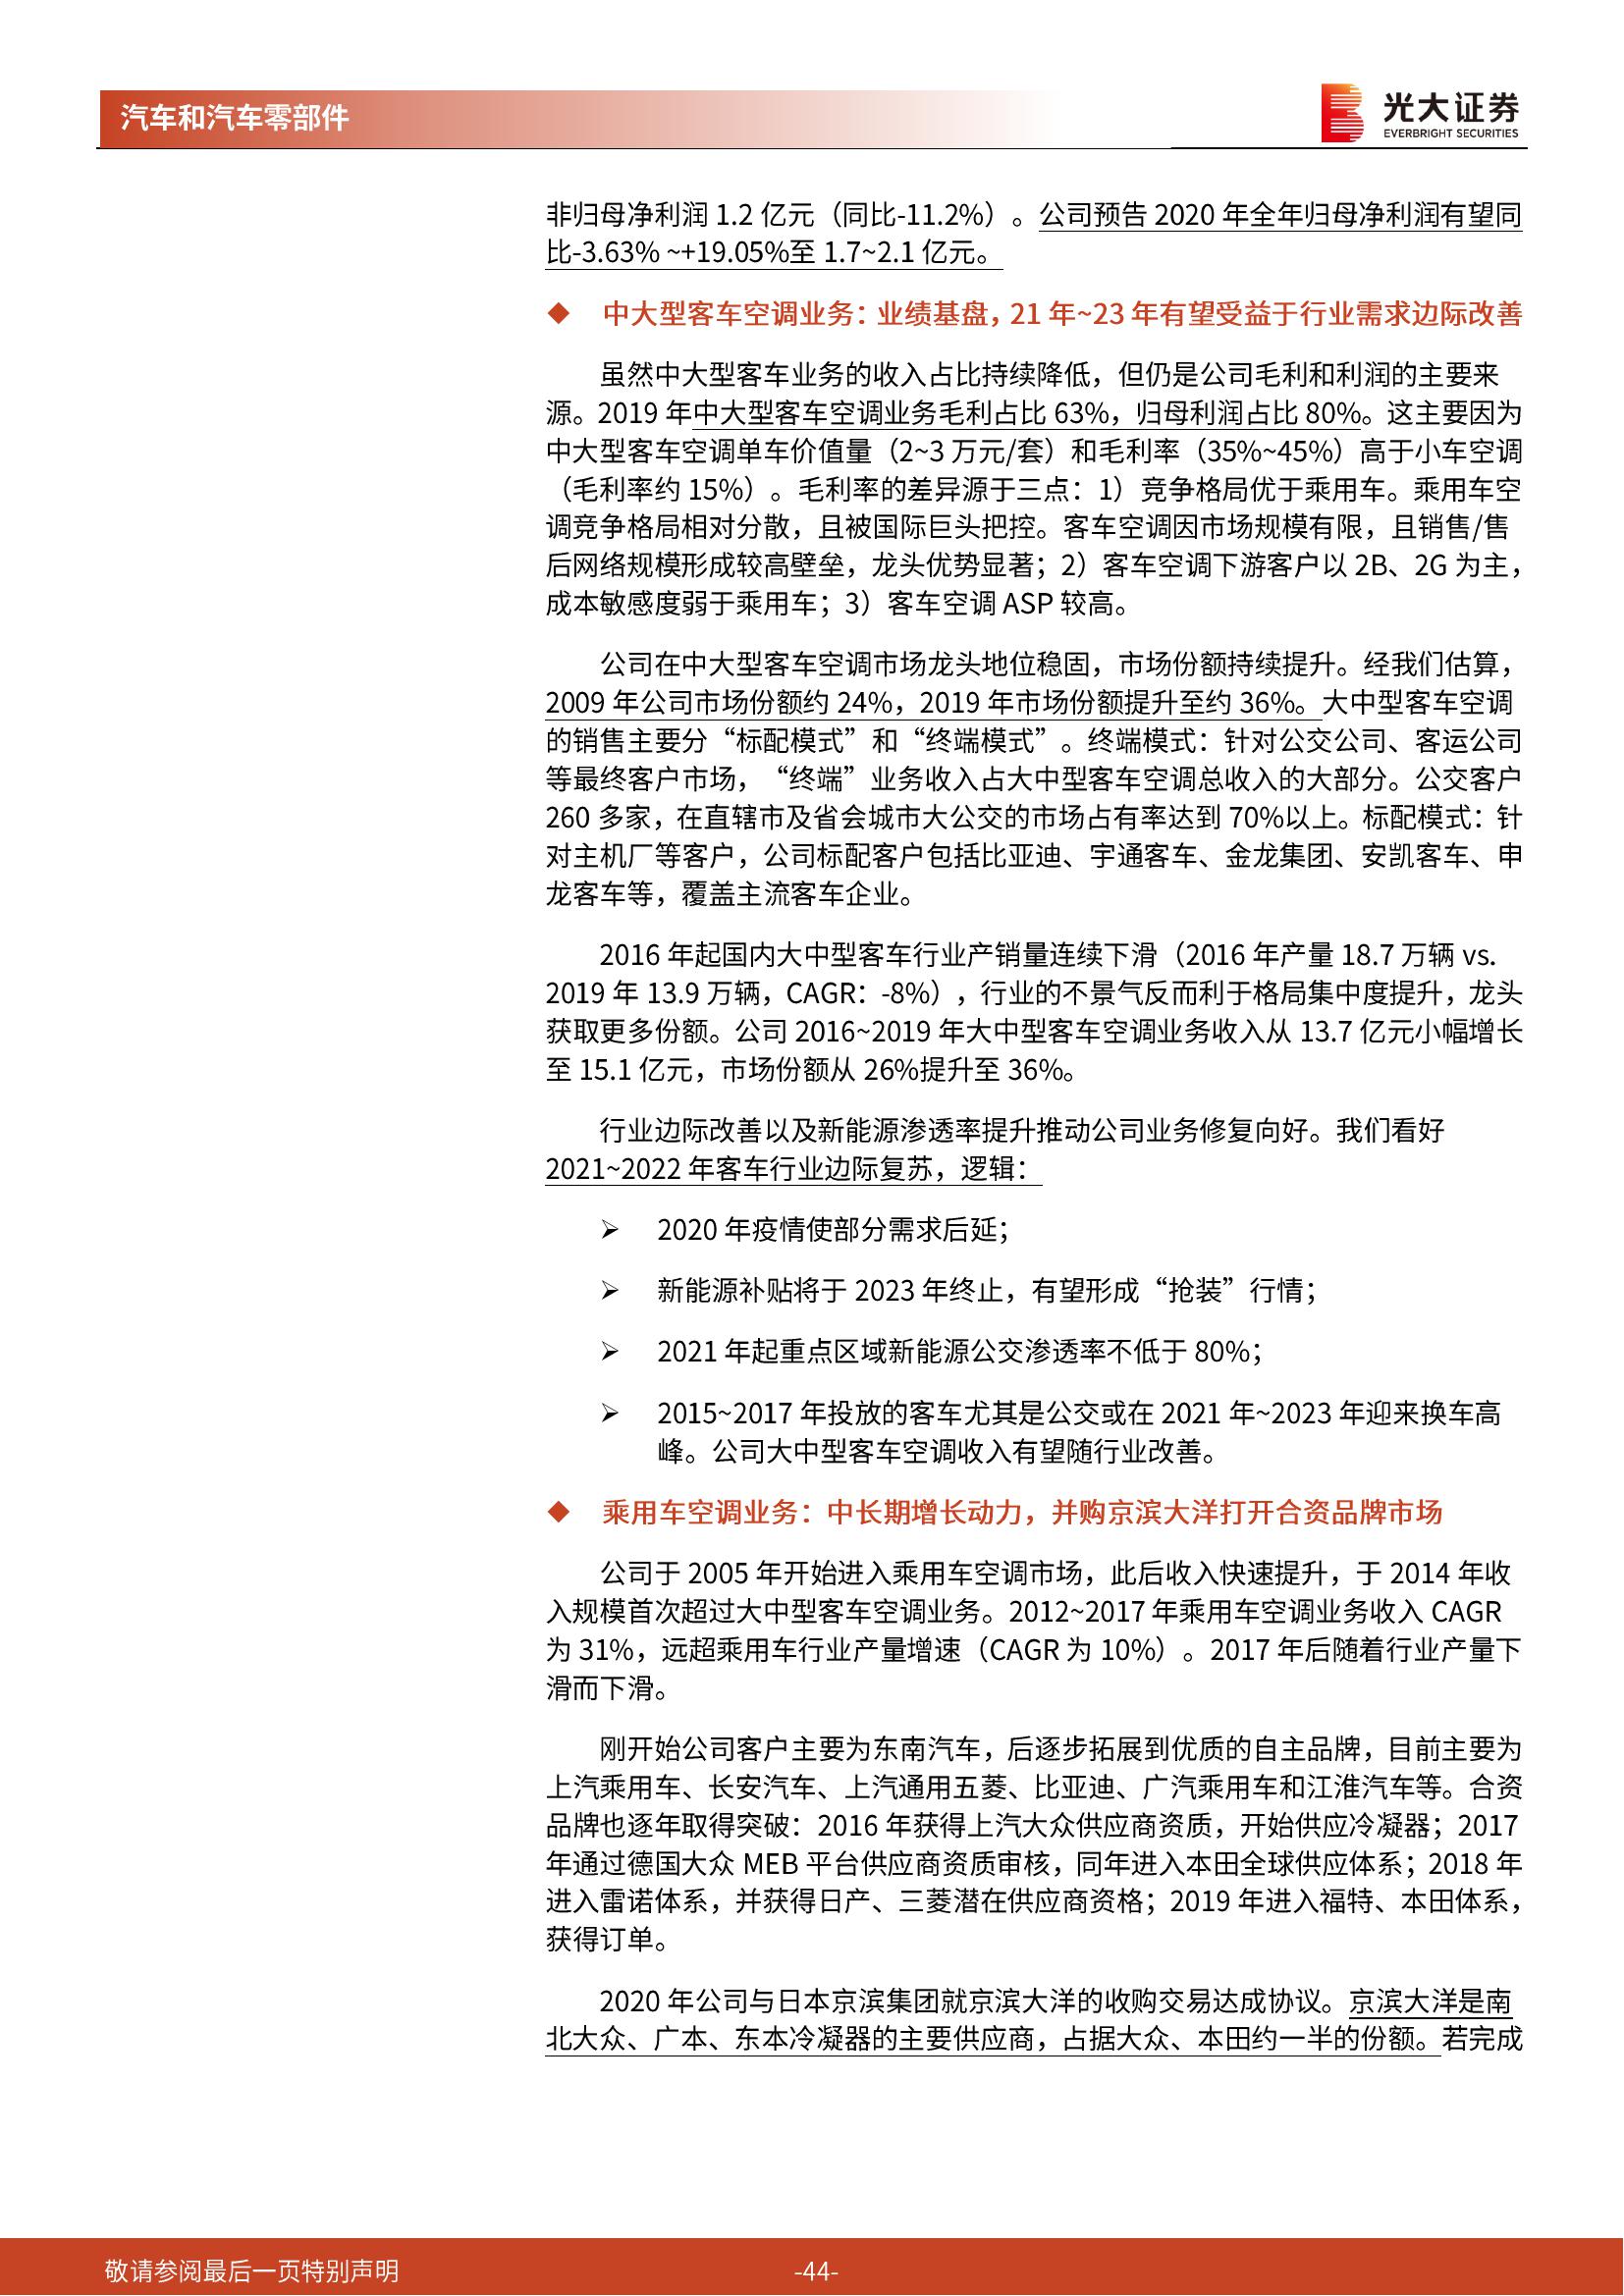 汽车和汽车零部件
光大证券
EVERBRIGHT SECURITIES
非归母净利润 1.2 亿元（同比-11.2%）。公司预告 2020 年全年归母净利润有望同
比-3.63% ~+19.05%至 1.7~2.1 亿元。
◆ 中大型客车空调业务：业绩基盘，21 年~23 年有望受益于行业需求边际改善
虽然中大型客车业务的收入占比持续降低，但仍是公司毛利和利润的主要来
源。2019 年中大型客车空调业务毛利占比 63%，归母利润占比 80%。这主要因为
中大型客车空调单车价值量（2~3 万元/套）和毛利率（35%~45%）高于小车空调
（毛利率约 15%）。毛利率的差异源于三点：1）竞争格局优于乘用车。乘用车空
调竞争格局相对分散，且被国际巨头把控。客车空调因市场规模有限，且销售/售
后网络规模形成较高壁垒，龙头优势显著；2）客车空调下游客户以 2B、2G 为主，
成本敏感度弱于乘用车；3）客车空调 ASP 较高。
公司在中大型客车空调市场龙头地位稳固，市场份额持续提升。经我们估算，
2009 年公司市场份额约 24%，2019 年市场份额提升至约 36%。大中型客车空调
的销售主要分“标配模式”和“终端模式”。终端模式：针对公交公司、客运公司
等最终客户市场，“终端”业务收入占大中型客车空调总收入的大部分。公交客户
260 多家，在直辖市及省会城市大公交的市场占有率达到 70%以上。标配模式：针
对主机厂等客户，公司标配客户包括比亚迪、宇通客车、金龙集团、安凯客车、申
龙客车等，覆盖主流客车企业。
2016 年起国内大中型客车行业产销量连续下滑（2016 年产量 18.7 万辆 vs.
2019 年 13.9 万辆，CAGR：-8%），行业的不景气反而利于格局集中度提升，龙头
获取更多份额。公司 2016~2019 年大中型客车空调业务收入从 13.7 亿元小幅增长
至 15.1 亿元，市场份额从 26%提升至 36%。
行业边际改善以及新能源渗透率提升推动公司业务修复向好。我们看好
2021~2022 年客车行业边际复苏，逻辑：
➢ 2020 年疫情使部分需求后延；
➢ 新能源补贴将于 2023 年终止，有望形成“抢装”行情；
➢ 2021 年起重点区域新能源公交渗透率不低于 80%；
➢ 2015~2017 年投放的客车尤其是公交或在 2021 年~2023 年迎来换车高
峰。公司大中型客车空调收入有望随行业改善。
◆ 乘用车空调业务：中长期增长动力，并购京滨大洋打开合资品牌市场
公司于 2005 年开始进入乘用车空调市场，此后收入快速提升，于 2014 年收
入规模首次超过大中型客车空调业务。2012~2017 年乘用车空调业务收入 CAGR
为 31%，远超乘用车行业产量增速（CAGR 为 10%）。2017 年后随着行业产量下
滑而下滑。
刚开始公司客户主要为东南汽车，后逐步拓展到优质的自主品牌，目前主要为
上汽乘用车、长安汽车、上汽通用五菱、比亚迪、广汽乘用车和江淮汽车等。合资
品牌也逐年取得突破：2016 年获得上汽大众供应商资质，开始供应冷凝器；2017
年通过德国大众 MEB 平台供应商资质审核，同年进入本田全球供应体系；2018 年
进入雷诺体系，并获得日产、三菱潜在供应商资格；2019 年进入福特、本田体系，
获得订单。
2020 年公司与日本京滨集团就京滨大洋的收购交易达成协议。京滨大洋是南
北大众、广本、东本冷凝器的主要供应商，占据大众、本田约一半的份额。若完成
敬请参阅最后一页特别声明
-44-